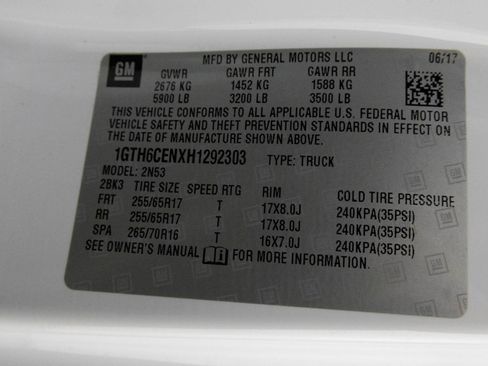 GM
MFD BY GENERAL MOTORS LLC 06/17
GVWR GAWR FRT GAWR RR
2676 KG 1452 KG 1588 KG
5900 LB 3200 LB 3500 LB
THIS VEHICLE CONFORMS TO ALL APPLICABLE U.S. FEDERAL MOTOR
VEHICLE SAFETY AND THEFT PREVENTION STANDARDS IN EFFECT ON
THE DATE OF MANUFACTURE SHOWN ABOVE.
1GTH6CENXH1292303 TYPE: TRUCK
MODEL: 2N53
2BK3 TIRE SIZE SPEED RTG RIM COLD TIRE PRESSURE
FRT 255/65R17 T 17X8.0J 240KPA(35PSI)
RR 255/65R17 T 17X8.0J 240KPA(35PSI)
SPA 265/70R16 T 16X7.0J 240KPA(35PSI)
SEE OWNER'S MANUAL FOR MORE INFORMATION.